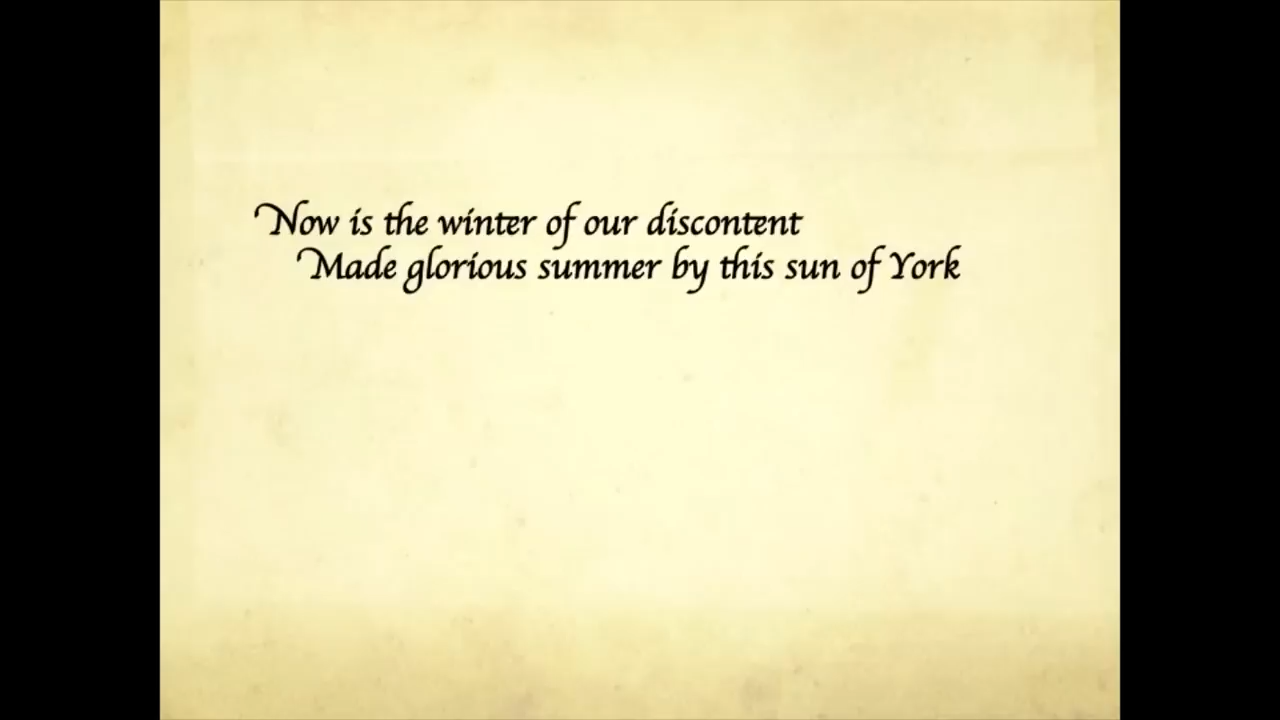 Now is the winter of our discontent
Made glorious summer by this sun of York